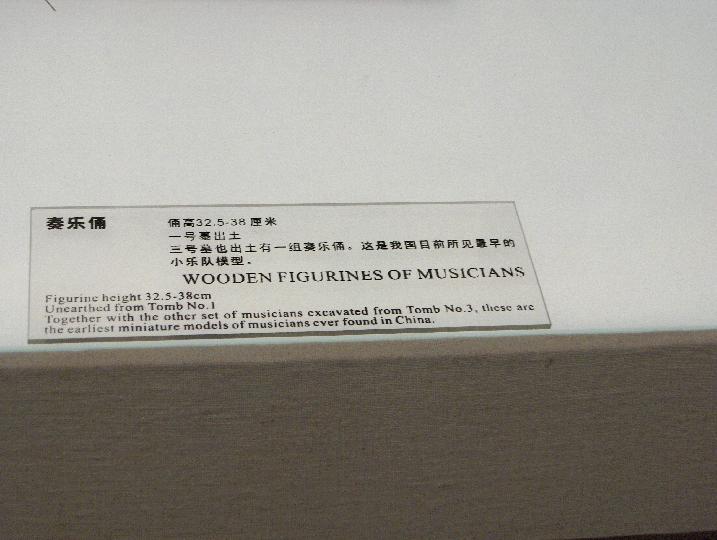 奏乐俑
俑高32.5-38 厘米
一号墓出土
三号墓也出土有一组奏乐俑。这是我国目前所见最早的
小乐队模型.
WOODEN FIGURINES OF MUSICIANS
Figurine height 32.5-38cm
Unearthed from Tomb No.1
Together with the other set of musicians excavated from Tomb No.3, these are
the earliest miniature models of musicians ever found in China.